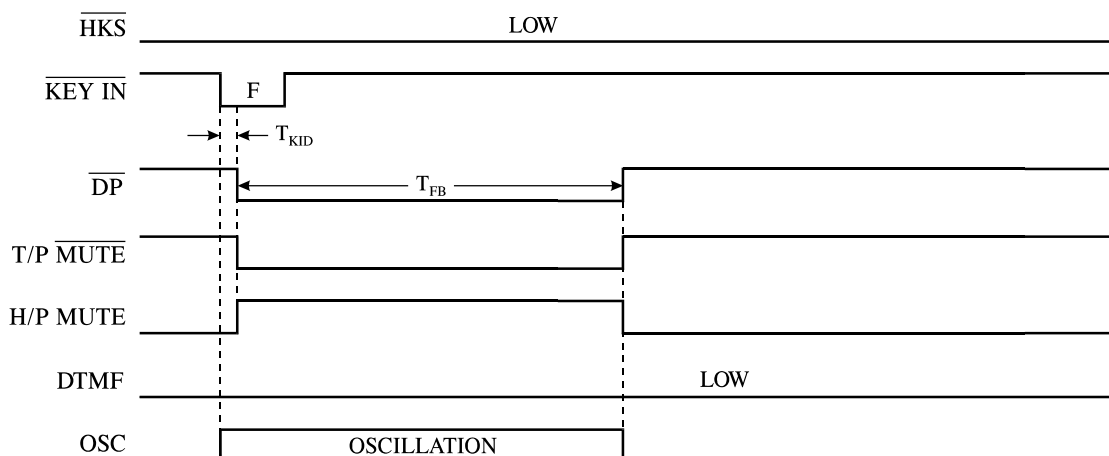 HKS LOW
KEY IN F
T_KID
DP T_FB
T/P MUTE
H/P MUTE
DTMF LOW
OSC OSCILLATION